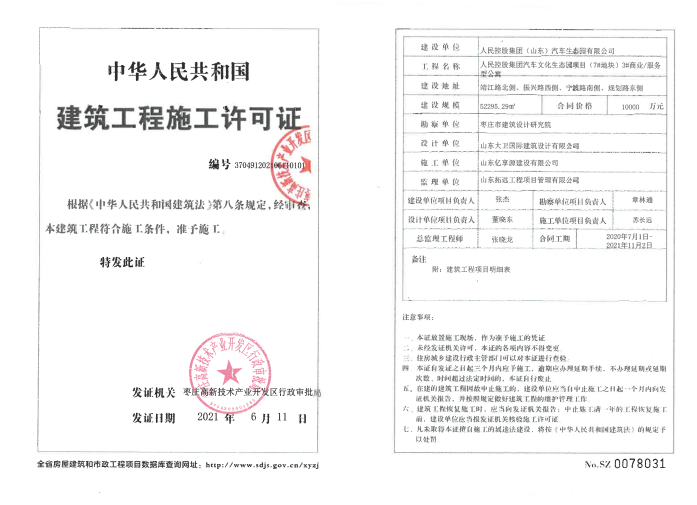 中华人民共和国
建筑工程施工许可证
编号
根据《中华人民共和国建筑法》第八条规定，经审查，
本建筑工程符合施工条件，准予施工。
特发此证
发证机关 枣庄高新技术产业开发区行政审批局
发证日期 2021 年 6 月 11 日
全省房屋建筑和市政工程项目数据库查询网址：http://www.sdjs.gov.cn/xyzj
建设单位 人民控股集团（山东）汽车生态园有限公司
工程名称 人民控股集团汽车文化生态园项目（7#地块）3#商业/服务
型公寓
建设地址 靖江路北侧、振兴路西侧、宁波路南侧、规划路东侧
建设规模 52295.29m² 合同价格 10000 万元
勘察单位 枣庄市建筑设计研究院
设计单位 山东大卫国际建筑设计有限公司
施工单位 山东亿享源建设有限公司
监理单位 山东拓远工程项目管理有限公司
建设单位项目负责人 张杰 勘察单位项目负责人 章林通
设计单位项目负责人 董晓东 施工单位项目负责人 苏长远
总监理工程师 张晓龙 合同工期 2020年7月1日-
2021年11月2日
备注
附：建筑工程项目明细表
注意事项：
一、本证放置施工现场，作为准予施工的凭证
二、未经发证机关许可，本证的各项内容不得变更
三、住房城乡建设行政主管部门可以对本证进行查验
四、本证自发证之日起三个月内应予施工，逾期应办理延期手续，不办理延期或延期
次数、时间超过法定时间的，本证自行废止
五、在建的建筑工程因故中止施工的，建设单位应当自中止施工之日起一个月内向发
证机关报告，并按照规定做好建筑工程的维护管理工作
六、建筑工程恢复施工时，应当向发证机关报告；中止施工满一年的工程恢复施工
前，建设单位应当报发证机关核验施工许可证
七、凡未取得本证擅自施工的属违法建设，将按《中华人民共和国建筑法》的规定予
以处罚
No.SZ 0078031